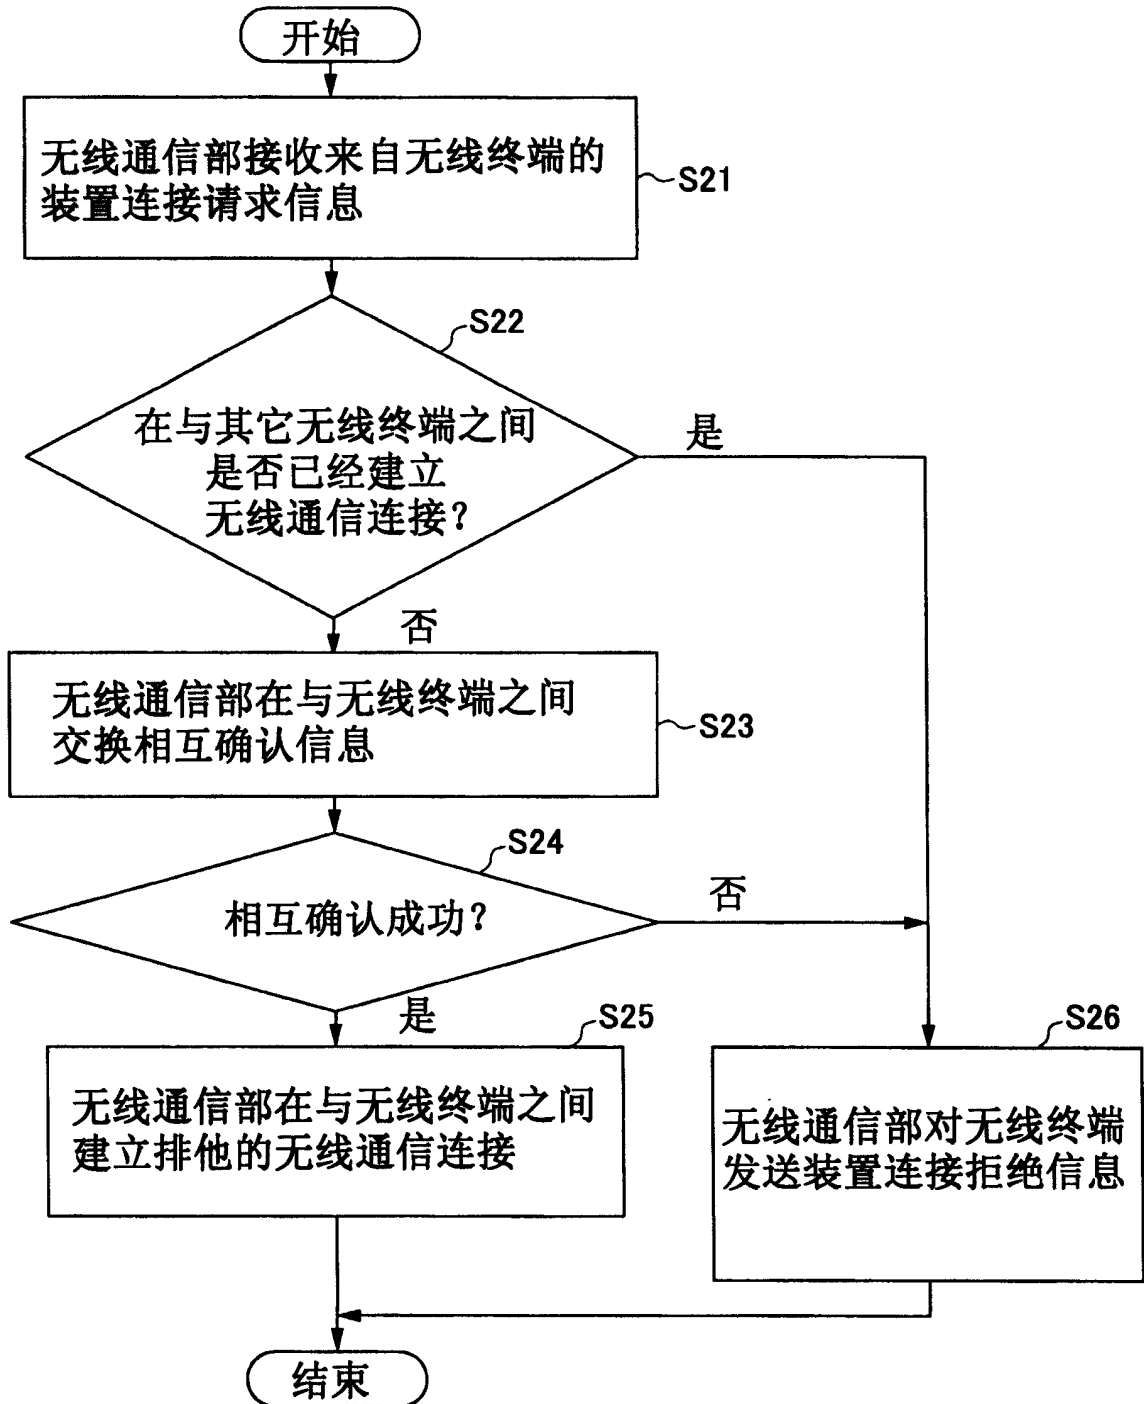 开始
无线通信部接收来自无线终端的
装置连接请求信息
S21
S22
在与其它无线终端之间
是否已经建立
无线通信连接？
是
否
无线通信部在与无线终端之间
交换相互确认信息
S23
S24
相互确认成功？
否
是
S25
无线通信部在与无线终端之间
建立排他的无线通信连接
S26
无线通信部对无线终端
发送装置连接拒绝信息
结束